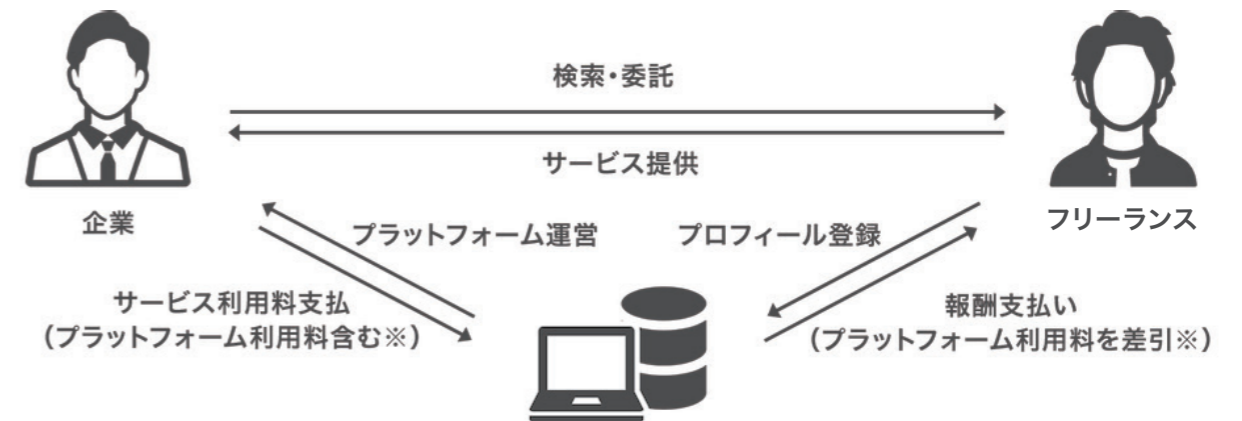 検索・委託
サービス提供
企業
フリーランス
プラットフォーム運営
プロフィール登録
サービス利用料支払
（プラットフォーム利用料含む※）
報酬支払い
（プラットフォーム利用料を差引※）